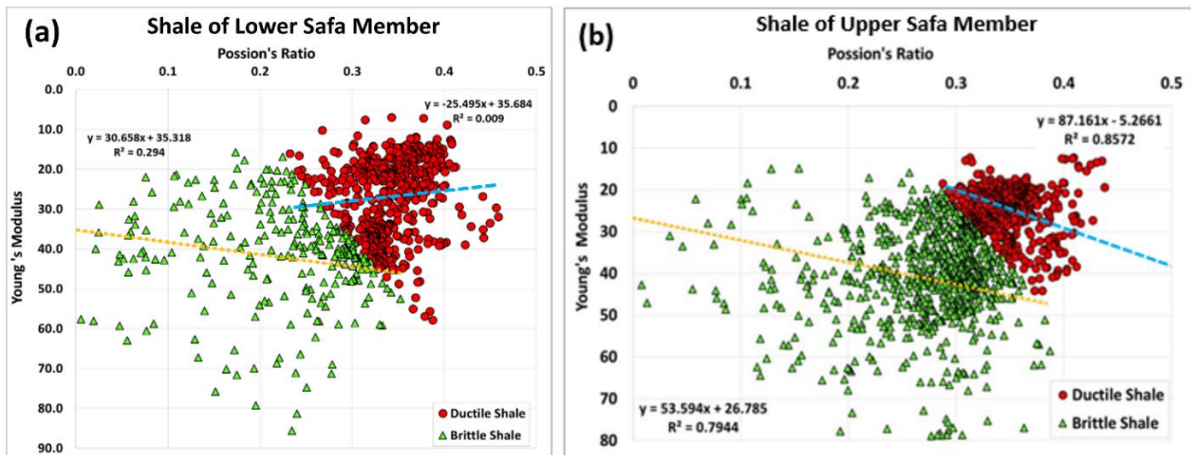 (a)
Shale of Lower Safa Member
Possion's Ratio
0.0 0.1 0.2 0.3 0.4 0.5
0.0
10.0
20.0
30.0
40.0
50.0
60.0
70.0
80.0
90.0
Young's Modulus
y = -25.495x + 35.684
R² = 0.009
y = 30.658x + 35.318
R² = 0.294
Ductile Shale
Brittle Shale
(b)
Shale of Upper Safa Member
Possion's Ratio
0 0.1 0.2 0.3 0.4 0.5
0
10
20
30
40
50
60
70
80
Young's Modulus
y = 87.161x - 5.2661
R² = 0.8572
y = 53.594x + 26.785
R² = 0.7944
Ductile Shale
Brittle Shale